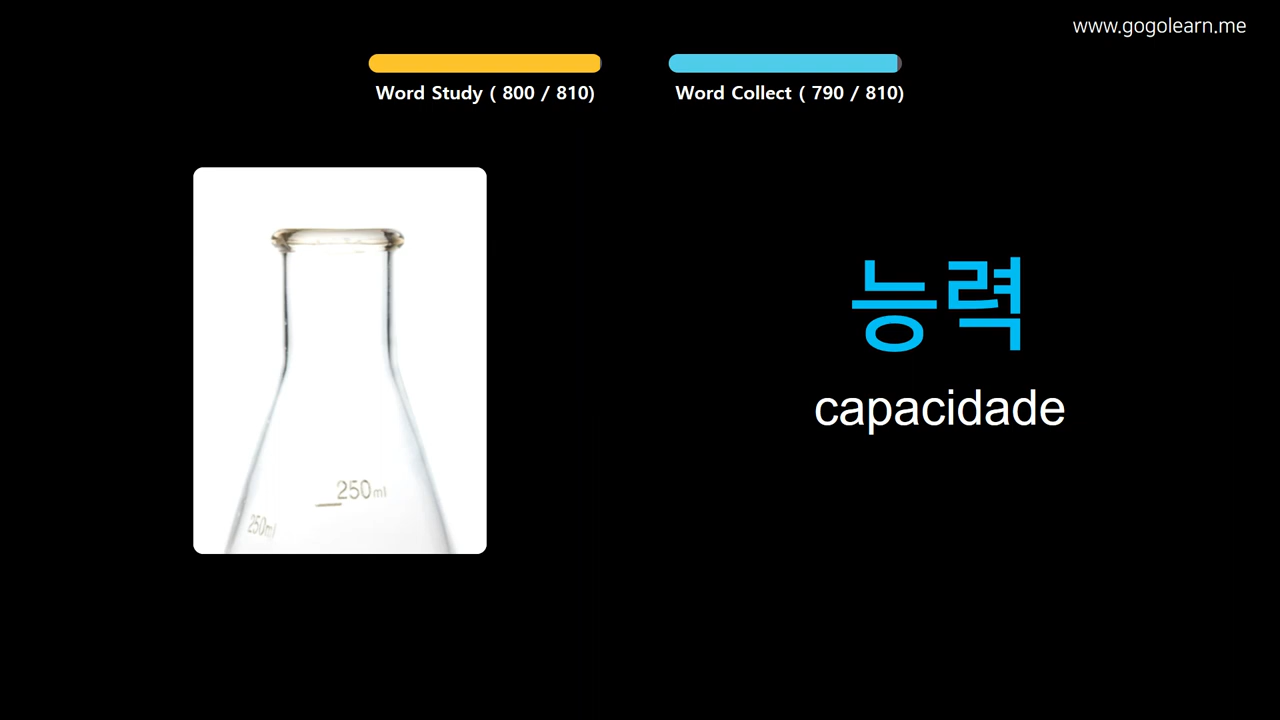 www.gogolearn.me
Word Study ( 800 / 810)
Word Collect ( 790 / 810)
능력
capacidade
250ml
250ml